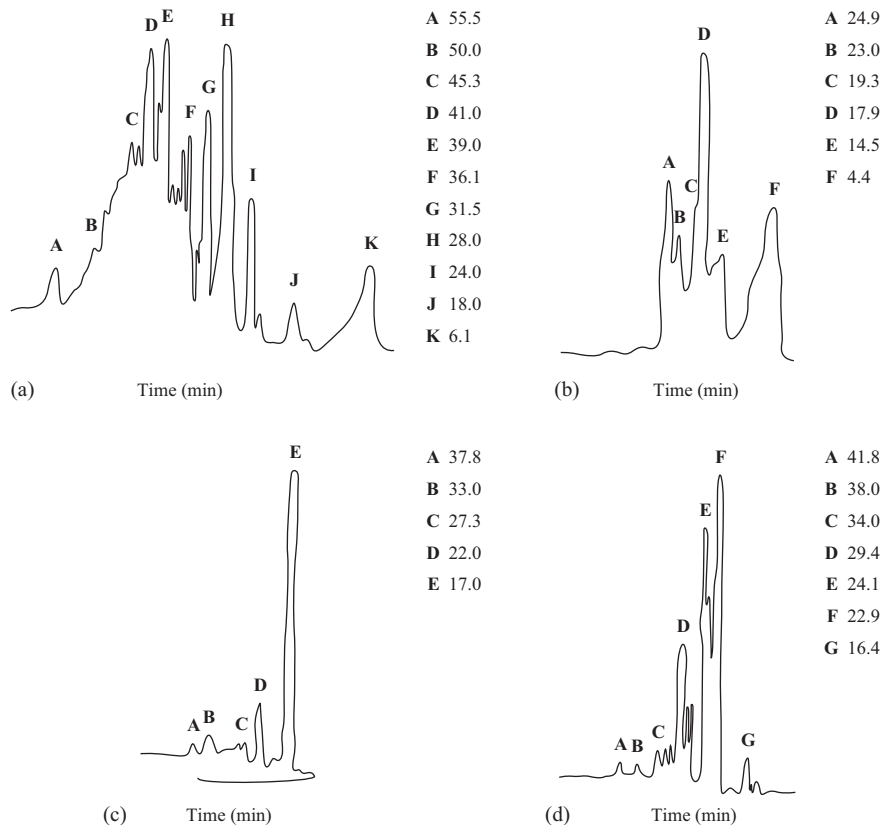 D E H
C F G
A B I
J K
A 55.5
B 50.0
C 45.3
D 41.0
E 39.0
F 36.1
G 31.5
H 28.0
I 24.0
J 18.0
K 6.1
(a) Time (min)
D
A C
B E F
A 24.9
B 23.0
C 19.3
D 17.9
E 14.5
F 4.4
(b) Time (min)
E
D
A B C
A 37.8
B 33.0
C 27.3
D 22.0
E 17.0
(c) Time (min)
F
E
D
A B C G
A 41.8
B 38.0
C 34.0
D 29.4
E 24.1
F 22.9
G 16.4
(d) Time (min)